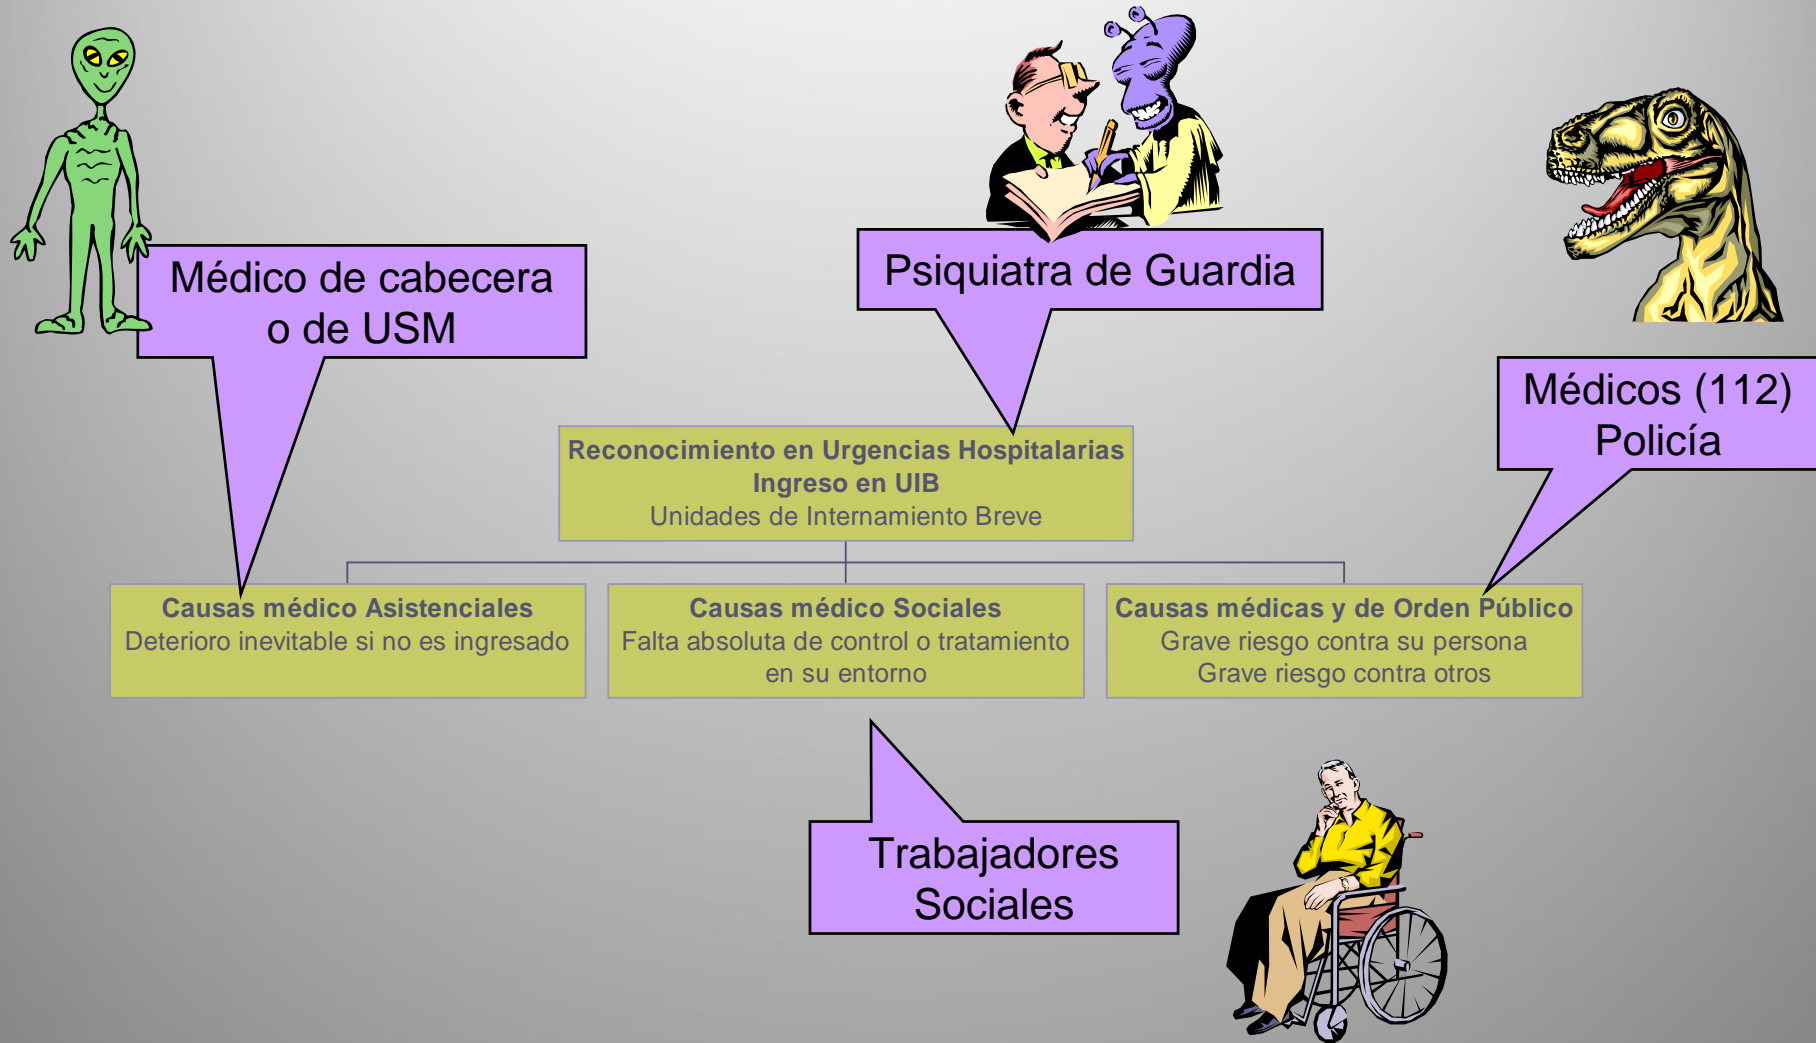 Médico de cabecera
o de USM
Psiquiatra de Guardia
Médicos (112)
Policía
Reconocimiento en Urgencias Hospitalarias
Ingreso en UIB
Unidades de Internamiento Breve
Causas médico Asistenciales
Deterioro inevitable si no es ingresado
Causas médico Sociales
Falta absoluta de control o tratamiento
en su entorno
Causas médicas y de Orden Público
Grave riesgo contra su persona
Grave riesgo contra otros
Trabajadores
Sociales